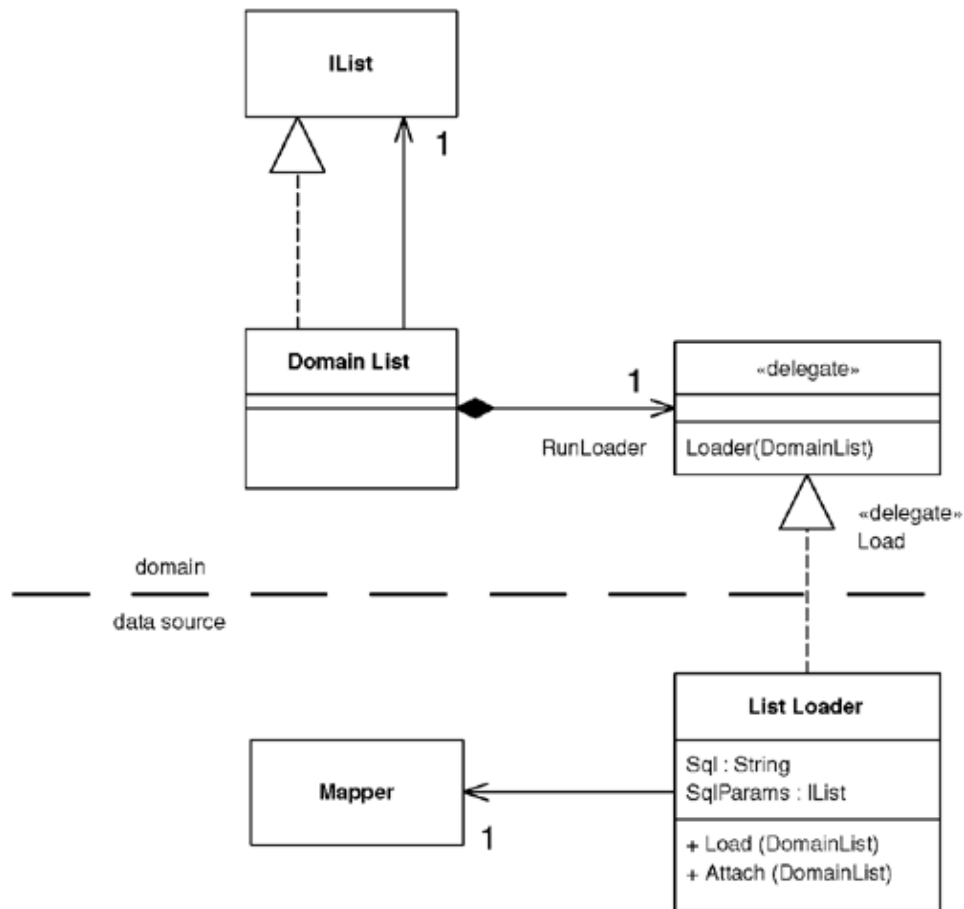 IList
1
Domain List
1
«delegate»
RunLoader
Loader(DomainList)
«delegate»
Load
domain
data source
List Loader
Sql : String
SqlParams : IList
Mapper
1
+ Load (DomainList)
+ Attach (DomainList)